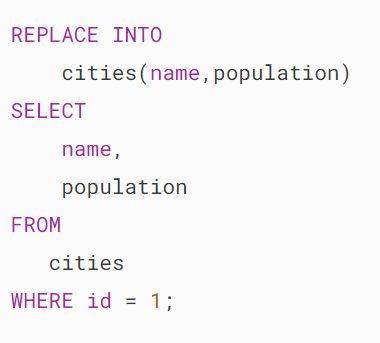 REPLACE INTO
    cities(name,population)
SELECT
    name,
    population
FROM
   cities
WHERE id = 1;